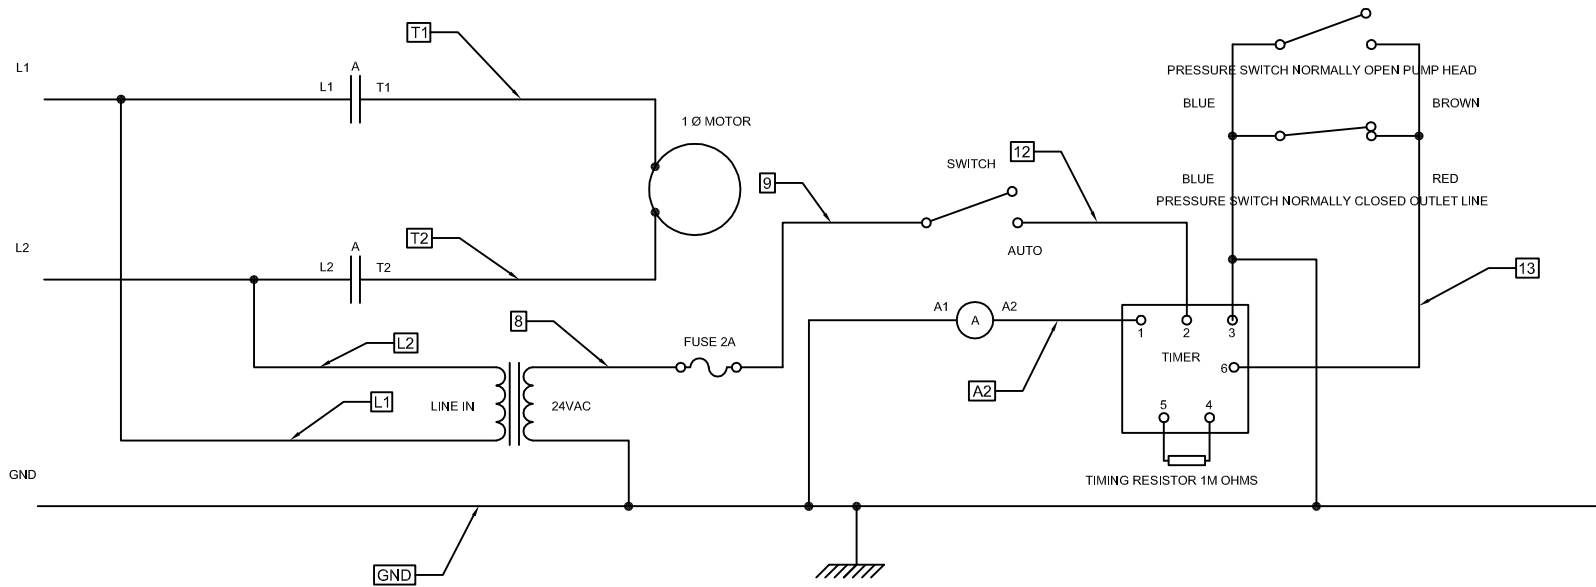 T1
L1
A
L1 T1
PRESSURE SWITCH NORMALLY OPEN PUMP HEAD
BLUE BROWN
1 Ø MOTOR
12
SWITCH
9
BLUE RED
PRESSURE SWITCH NORMALLY CLOSED OUTLET LINE
L2
A
T2
L2 T2
AUTO
13
A1 A A2
8
L2
FUSE 2A
1 2 3
TIMER
6
A2
L1
LINE IN 24VAC
5 4
GND
TIMING RESISTOR 1M OHMS
GND